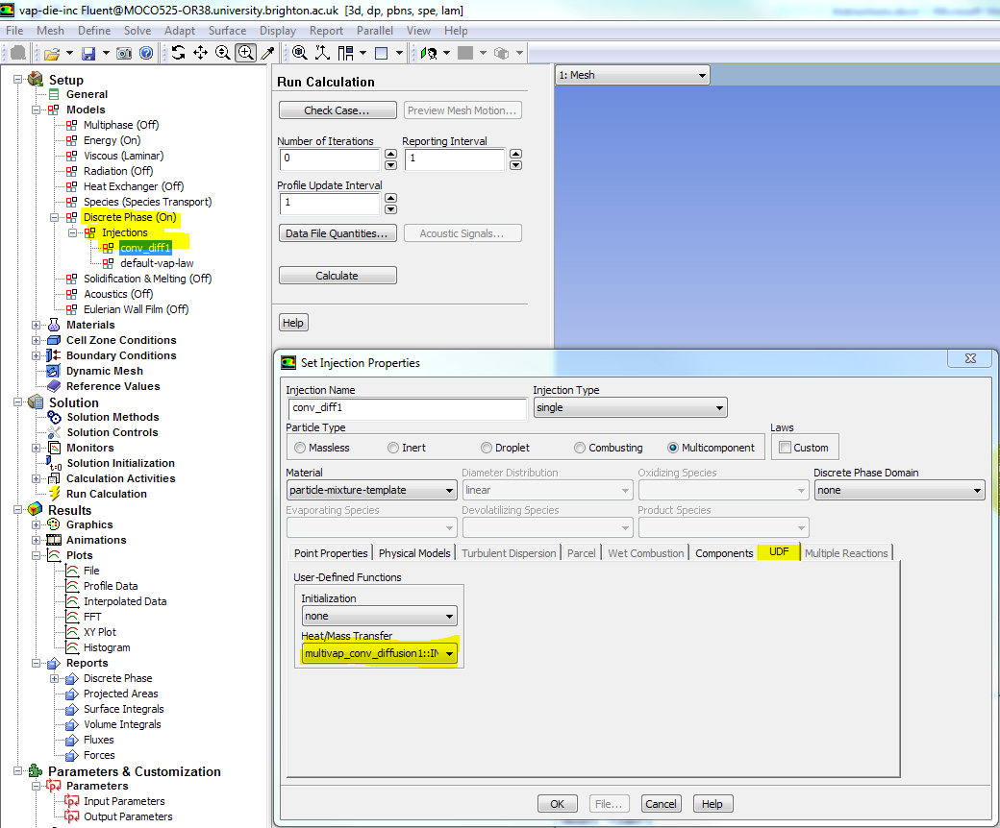 vap-die-inc Fluent@MOCO525-OR38.university.brighton.ac.uk [3d, dp, pbns, spe, lam]
File Mesh Define Solve Adapt Surface Display Report Parallel View Help
Setup
General
Models
Multiphase (Off)
Energy (On)
Viscous (Laminar)
Radiation (Off)
Heat Exchanger (Off)
Species (Species Transport)
Discrete Phase (On)
Injections
conv_diff1
default-vap-law
Solidification & Melting (Off)
Acoustics (Off)
Eulerian Wall Film (Off)
Materials
Cell Zone Conditions
Boundary Conditions
Dynamic Mesh
Reference Values
Solution
Solution Methods
Solution Controls
Monitors
Solution Initialization
Calculation Activities
Run Calculation
Results
Graphics
Animations
Plots
File
Profile Data
Interpolated Data
FFT
XY Plot
Histogram
Reports
Discrete Phase
Projected Areas
Surface Integrals
Volume Integrals
Fluxes
Forces
Parameters & Customization
Parameters
Input Parameters
Output Parameters
Run Calculation
Check Case... Preview Mesh Motion...
Number of Iterations Reporting Interval
0 1
Profile Update Interval
1
Data File Quantities... Acoustic Signals...
Calculate
Help
1: Mesh
Set Injection Properties
Injection Name Injection Type
conv_diff1 single
Particle Type Laws
Massless Inert Droplet Combusting Multicomponent Custom
Material Diameter Distribution Oxidizing Species Discrete Phase Domain
particle-mixture-template linear none
Evaporating Species Devolatilizing Species Product Species
Point Properties Physical Models Turbulent Dispersion Parcel Wet Combustion Components UDF Multiple Reactions
User-Defined Functions
Initialization
none
Heat/Mass Transfer
multivap_conv_diffusion1::IN
OK File... Cancel Help